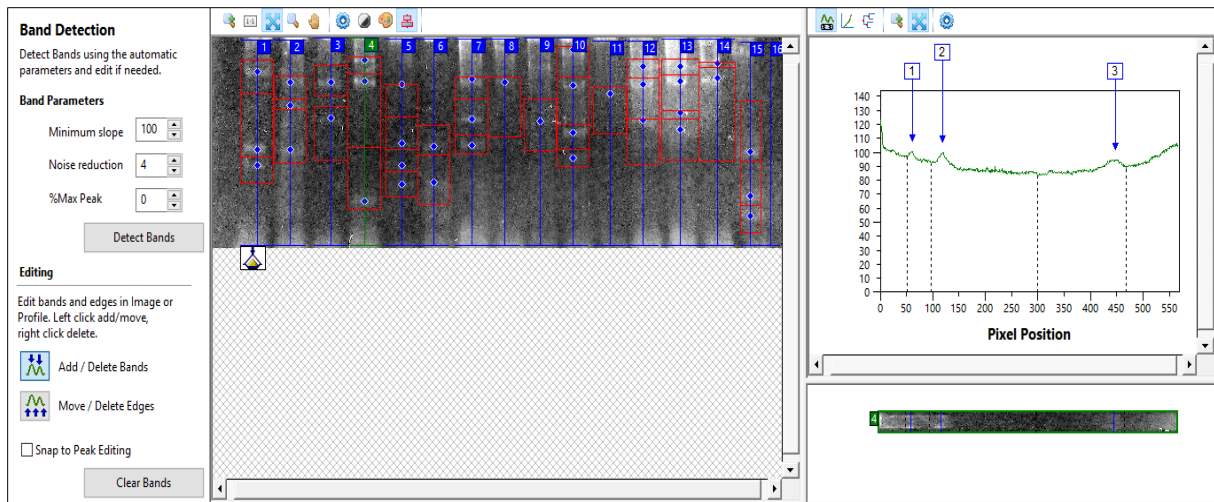 Band Detection
Detect Bands using the automatic
parameters and edit if needed.
Band Parameters
Minimum slope 100
Noise reduction 4
%Max Peak 0
Detect Bands
Editing
Edit bands and edges in Image or
Profile. Left click add/move,
right click delete.
Add / Delete Bands
Move / Delete Edges
Snap to Peak Editing
Clear Bands
1:1
1 2 3 4 5 6 7 8 9 10 11 12 13 14 15 16
1 2 3
140
130
120
110
100
90
80
70
60
50
40
30
20
10
0
0 50 100 150 200 250 300 350 400 450 500 550
Pixel Position
4